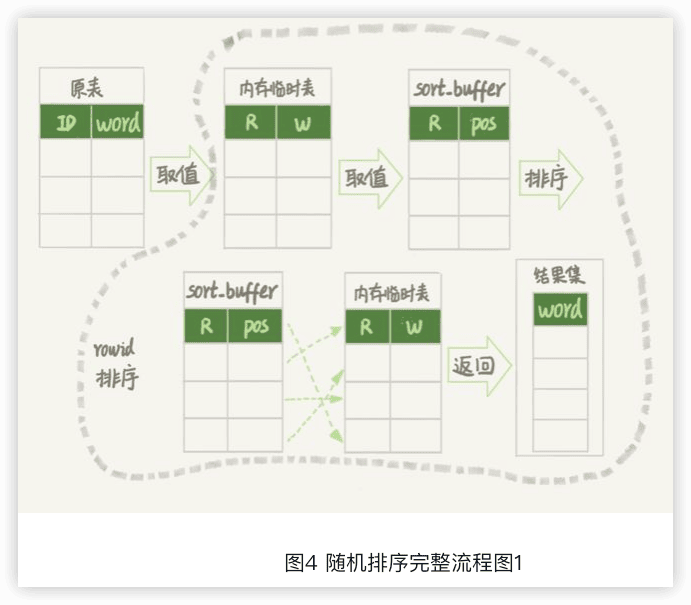 原表
ID word
取值
内存临时表
R W
取值
sort_buffer
R pos
排序
rowid
排序
sort_buffer
R pos
内存临时表
R W
返回
结果集
word
图4 随机排序完整流程图1